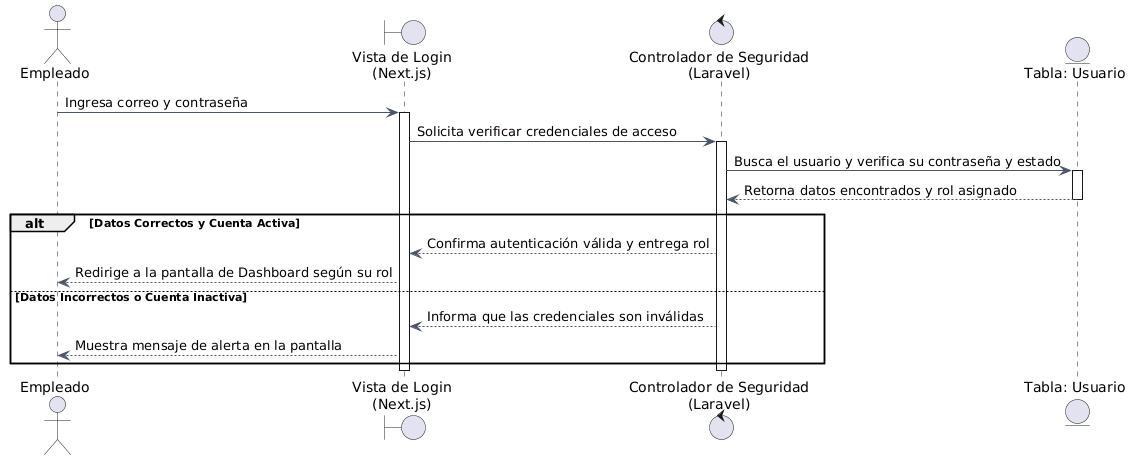 Empleado
Vista de Login
(Next.js)
Controlador de Seguridad
(Laravel)
Tabla: Usuario
Ingresa correo y contraseña
Solicita verificar credenciales de acceso
Busca el usuario y verifica su contraseña y estado
Retorna datos encontrados y rol asignado
alt [Datos Correctos y Cuenta Activa]
Confirma autenticación válida y entrega rol
Redirige a la pantalla de Dashboard según su rol
[Datos Incorrectos o Cuenta Inactiva]
Informa que las credenciales son inválidas
Muestra mensaje de alerta en la pantalla
Empleado
Vista de Login
(Next.js)
Controlador de Seguridad
(Laravel)
Tabla: Usuario